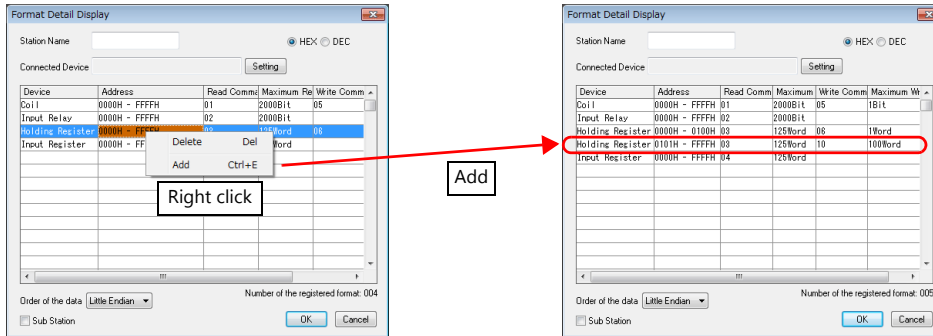 Format Detail Display
Station Name
HEX DEC
Connected Device
Setting
Device Address Read Comma Maximum Re Write Comm
Coil 0000H - FFFFH 01 2000Bit 05
Input Relay 0000H - FFFFH 02 2000Bit
Holding Register 0000H - FFFFH 03 125Word 06
Input Register 0000H - FF Word
Delete Del
Add Ctrl+E
Right click
Order of the data Little Endian
Number of the registered format: 004
Sub Station
OK Cancel
Add
Format Detail Display
Station Name
HEX DEC
Connected Device
Setting
Device Address Read Comm Maximum Write Comm Maximum Wr
Coil 0000H - FFFFH 01 2000Bit 05 1Bit
Input Relay 0000H - FFFFH 02 2000Bit
Holding Register 0000H - 0100H 03 125Word 06 1Word
Holding Register 0101H - FFFFH 03 125Word 10 100Word
Input Register 0000H - FFFFH 04 125Word
Order of the data Little Endian
Number of the registered format: 005
Sub Station
OK Cancel